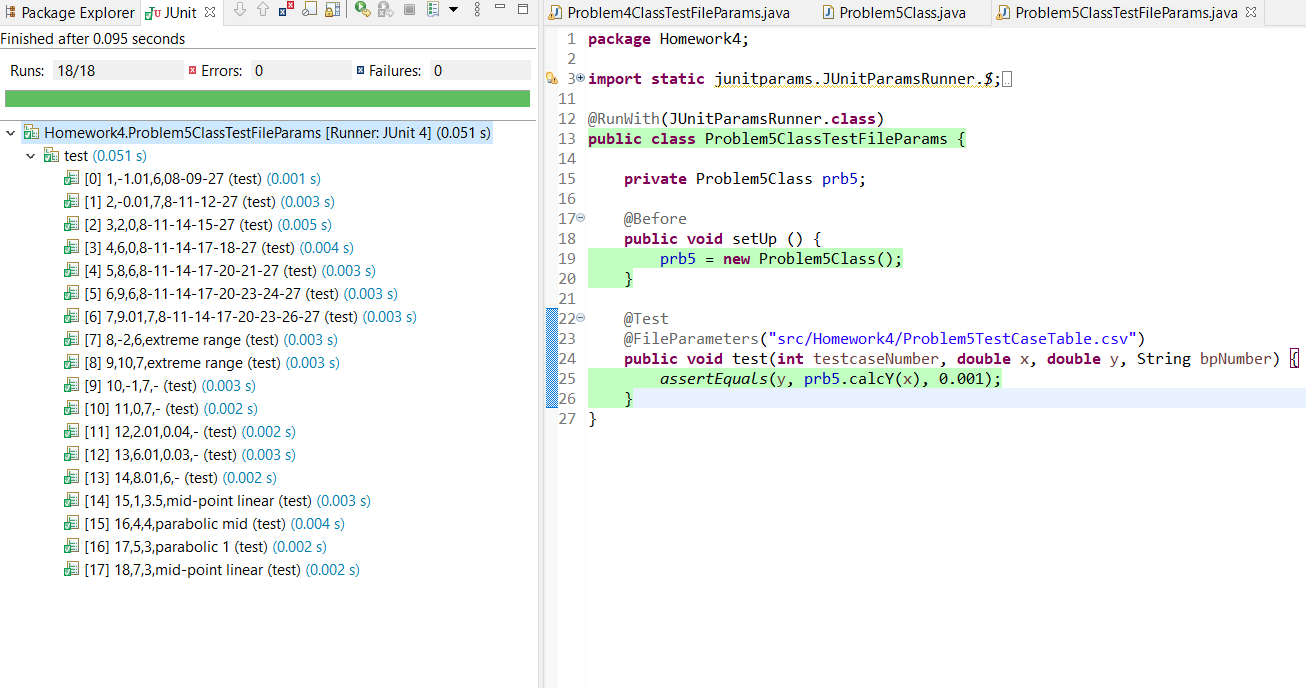 Package Explorer JUnit
Finished after 0.095 seconds
Runs: 18/18 Errors: 0 Failures: 0
Homework4.Problem5ClassTestFileParams [Runner: JUnit 4] (0.051 s)
test (0.051 s)
[0] 1,-1.01,6,08-09-27 (test) (0.001 s)
[1] 2,-0.01,7,8-11-12-27 (test) (0.003 s)
[2] 3,2,0,8-11-14-15-27 (test) (0.005 s)
[3] 4,6,0,8-11-14-17-18-27 (test) (0.004 s)
[4] 5,8,6,8-11-14-17-20-21-27 (test) (0.003 s)
[5] 6,9,6,8-11-14-17-20-23-24-27 (test) (0.003 s)
[6] 7,9.01,7,8-11-14-17-20-23-26-27 (test) (0.003 s)
[7] 8,-2,6,extreme range (test) (0.003 s)
[8] 9,10,7,extreme range (test) (0.003 s)
[9] 10,-1,7,- (test) (0.003 s)
[10] 11,0,7,- (test) (0.002 s)
[11] 12,2.01,0.04,- (test) (0.002 s)
[12] 13,6.01,0.03,- (test) (0.003 s)
[13] 14,8.01,6,- (test) (0.002 s)
[14] 15,1,3.5,mid-point linear (test) (0.003 s)
[15] 16,4,4,parabolic mid (test) (0.004 s)
[16] 17,5,3,parabolic 1 (test) (0.002 s)
[17] 18,7,3,mid-point linear (test) (0.002 s)
Problem4ClassTestFileParams.java Problem5Class.java Problem5ClassTestFileParams.java
1 package Homework4;
2
3 import static junitparams.JUnitParamsRunner.$;
11
12 @RunWith(JUnitParamsRunner.class)
13 public class Problem5ClassTestFileParams {
14
15 private Problem5Class prb5;
16
17 @Before
18 public void setUp () {
19 prb5 = new Problem5Class();
20 }
21
22 @Test
23 @FileParameters("src/Homework4/Problem5TestCaseTable.csv")
24 public void test(int testcaseNumber, double x, double y, String bpNumber) {
25 assertEquals(y, prb5.calcY(x), 0.001);
26 }
27 }